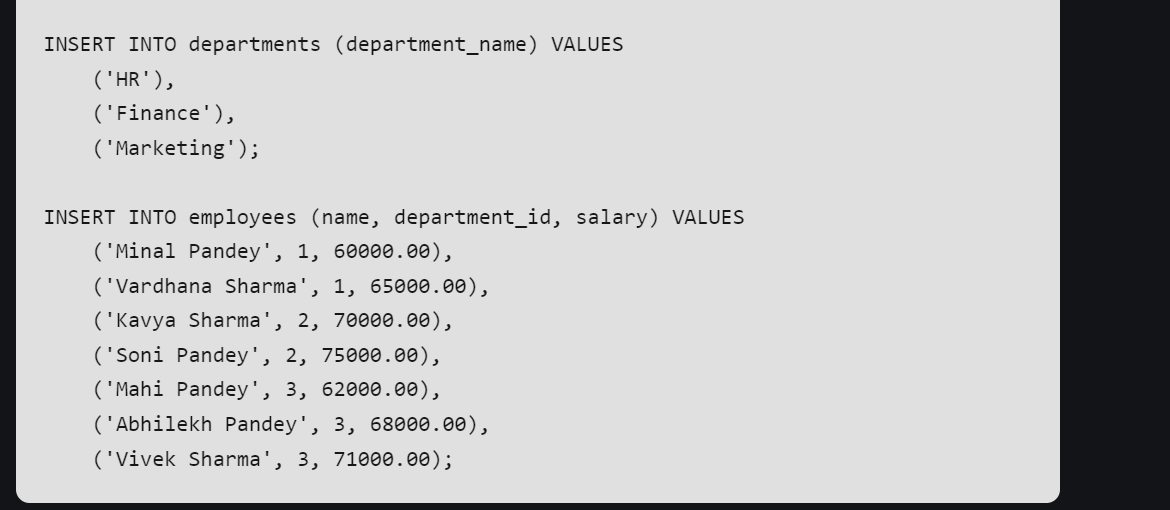 INSERT INTO departments (department_name) VALUES
    ('HR'),
    ('Finance'),
    ('Marketing');

INSERT INTO employees (name, department_id, salary) VALUES
    ('Minal Pandey', 1, 60000.00),
    ('Vardhana Sharma', 1, 65000.00),
    ('Kavya Sharma', 2, 70000.00),
    ('Soni Pandey', 2, 75000.00),
    ('Mahi Pandey', 3, 62000.00),
    ('Abhilekh Pandey', 3, 68000.00),
    ('Vivek Sharma', 3, 71000.00);